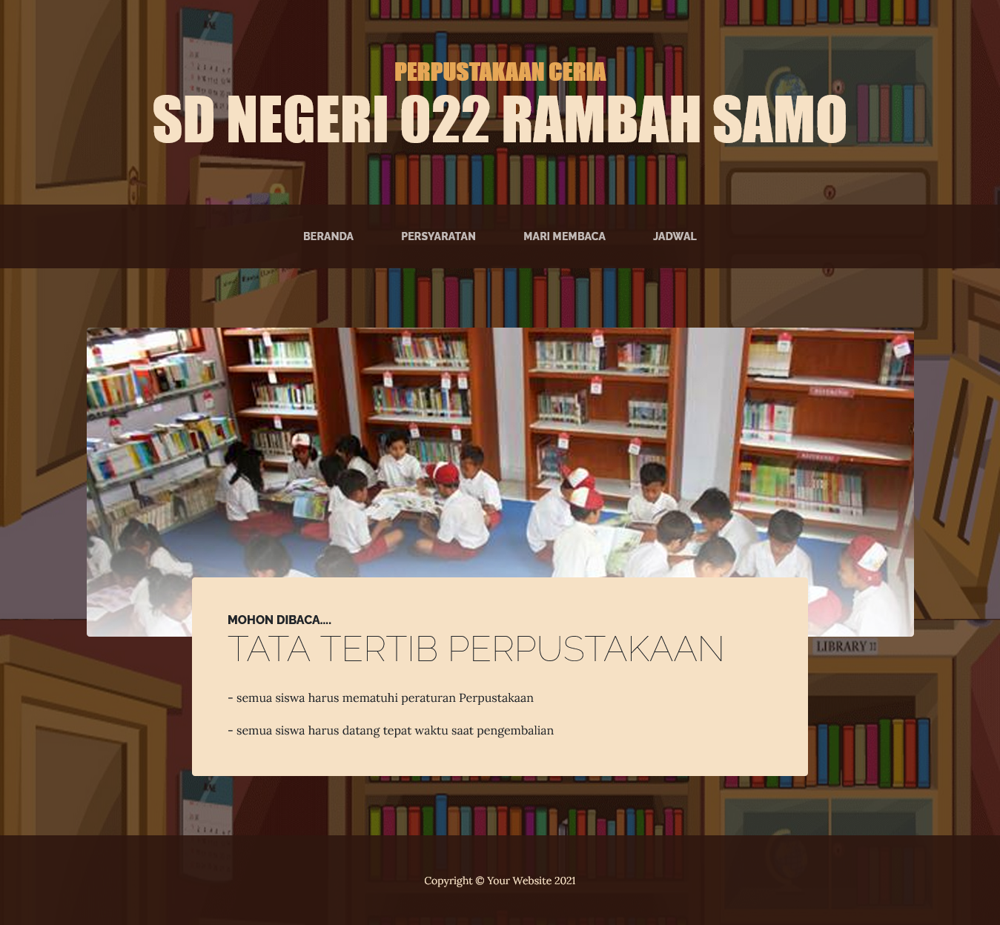 PERPUSTAKAAN CERIA
SD NEGERI 022 RAMBAH SAMO
BERANDA
PERSYARATAN
MARI MEMBACA
JADWAL
MOHON DIBACA....
TATA TERTIB PERPUSTAKAAN
- semua siswa harus mematuhi peraturan Perpustakaan
- semua siswa harus datang tepat waktu saat pengembalian
LIBRARY
Copyright © Your Website 2021